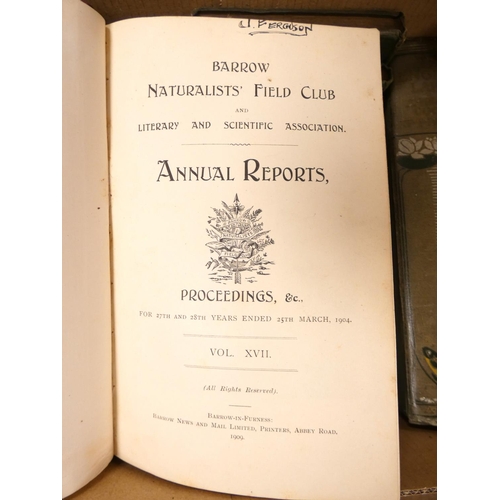 J. FERGUSON
BARROW
NATURALISTS' FIELD CLUB
AND
LITERARY AND SCIENTIFIC ASSOCIATION.
ANNUAL REPORTS,
PROCEEDINGS, &c..
FOR 27TH AND 28TH YEARS ENDED 25TH MARCH, 1904.
VOL. XVII.
(All Rights Reserved).
BARROW-IN-FURNESS:
BARROW NEWS AND MAIL LIMITED, PRINTERS, ABBEY ROAD.
1909.